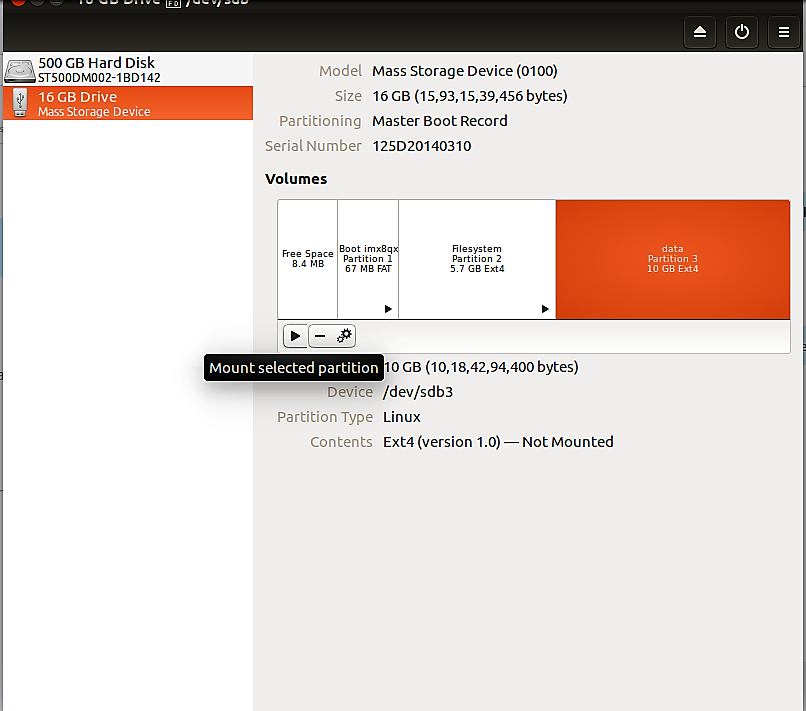 16 GB Drive /dev/sdb
500 GB Hard Disk
ST500DM002-1BD142
16 GB Drive
Mass Storage Device
Model Mass Storage Device (0100)
Size 16 GB (15,93,15,39,456 bytes)
Partitioning Master Boot Record
Serial Number 125D20140310
Volumes
Free Space
8.4 MB
Boot imx8qx
Partition 1
67 MB FAT
Filesystem
Partition 2
5.7 GB Ext4
data
Partition 3
10 GB Ext4
Mount selected partition
10 GB (10,18,42,94,400 bytes)
Device /dev/sdb3
Partition Type Linux
Contents Ext4 (version 1.0) — Not Mounted